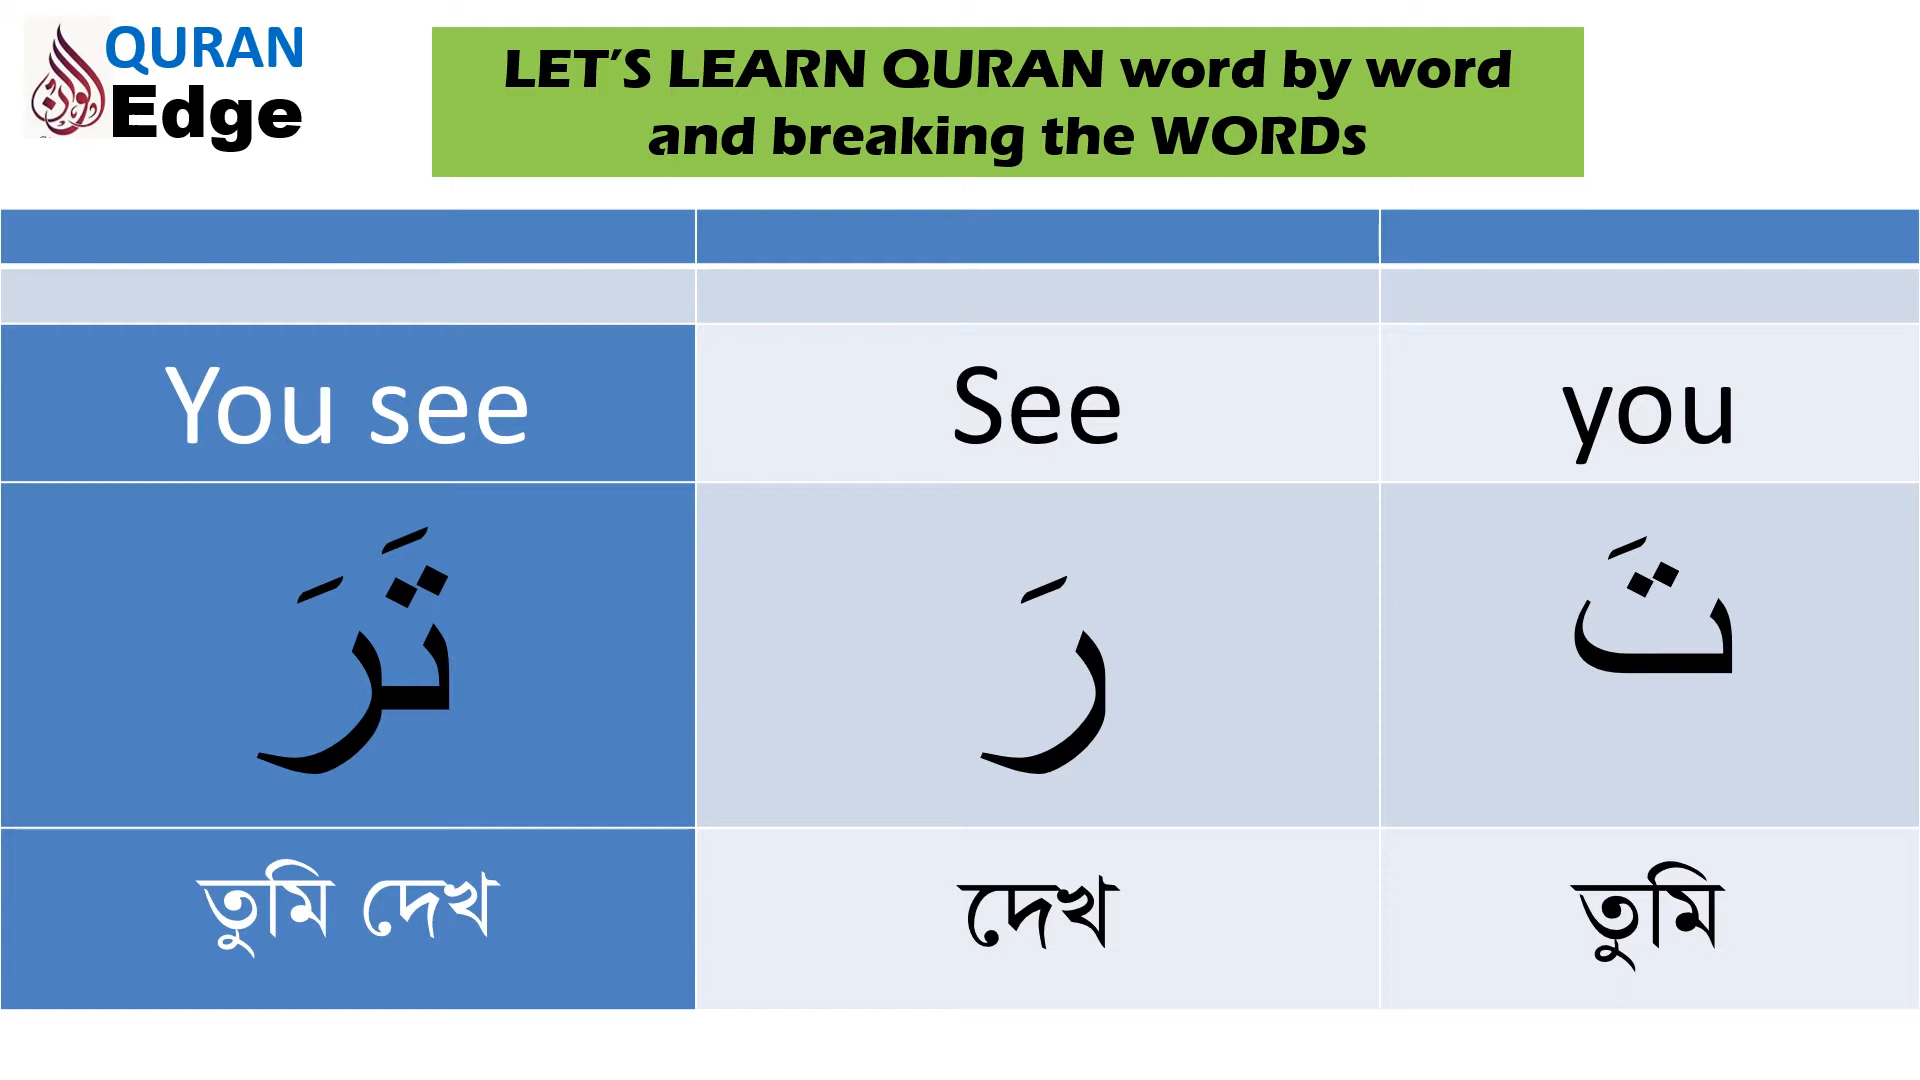 QURAN
Edge
LET'S LEARN QURAN word by word
and breaking the WORDs
You see
See
you
تَرَ
رَ
تَ
তুমি দেখ
দেখ
তুমি